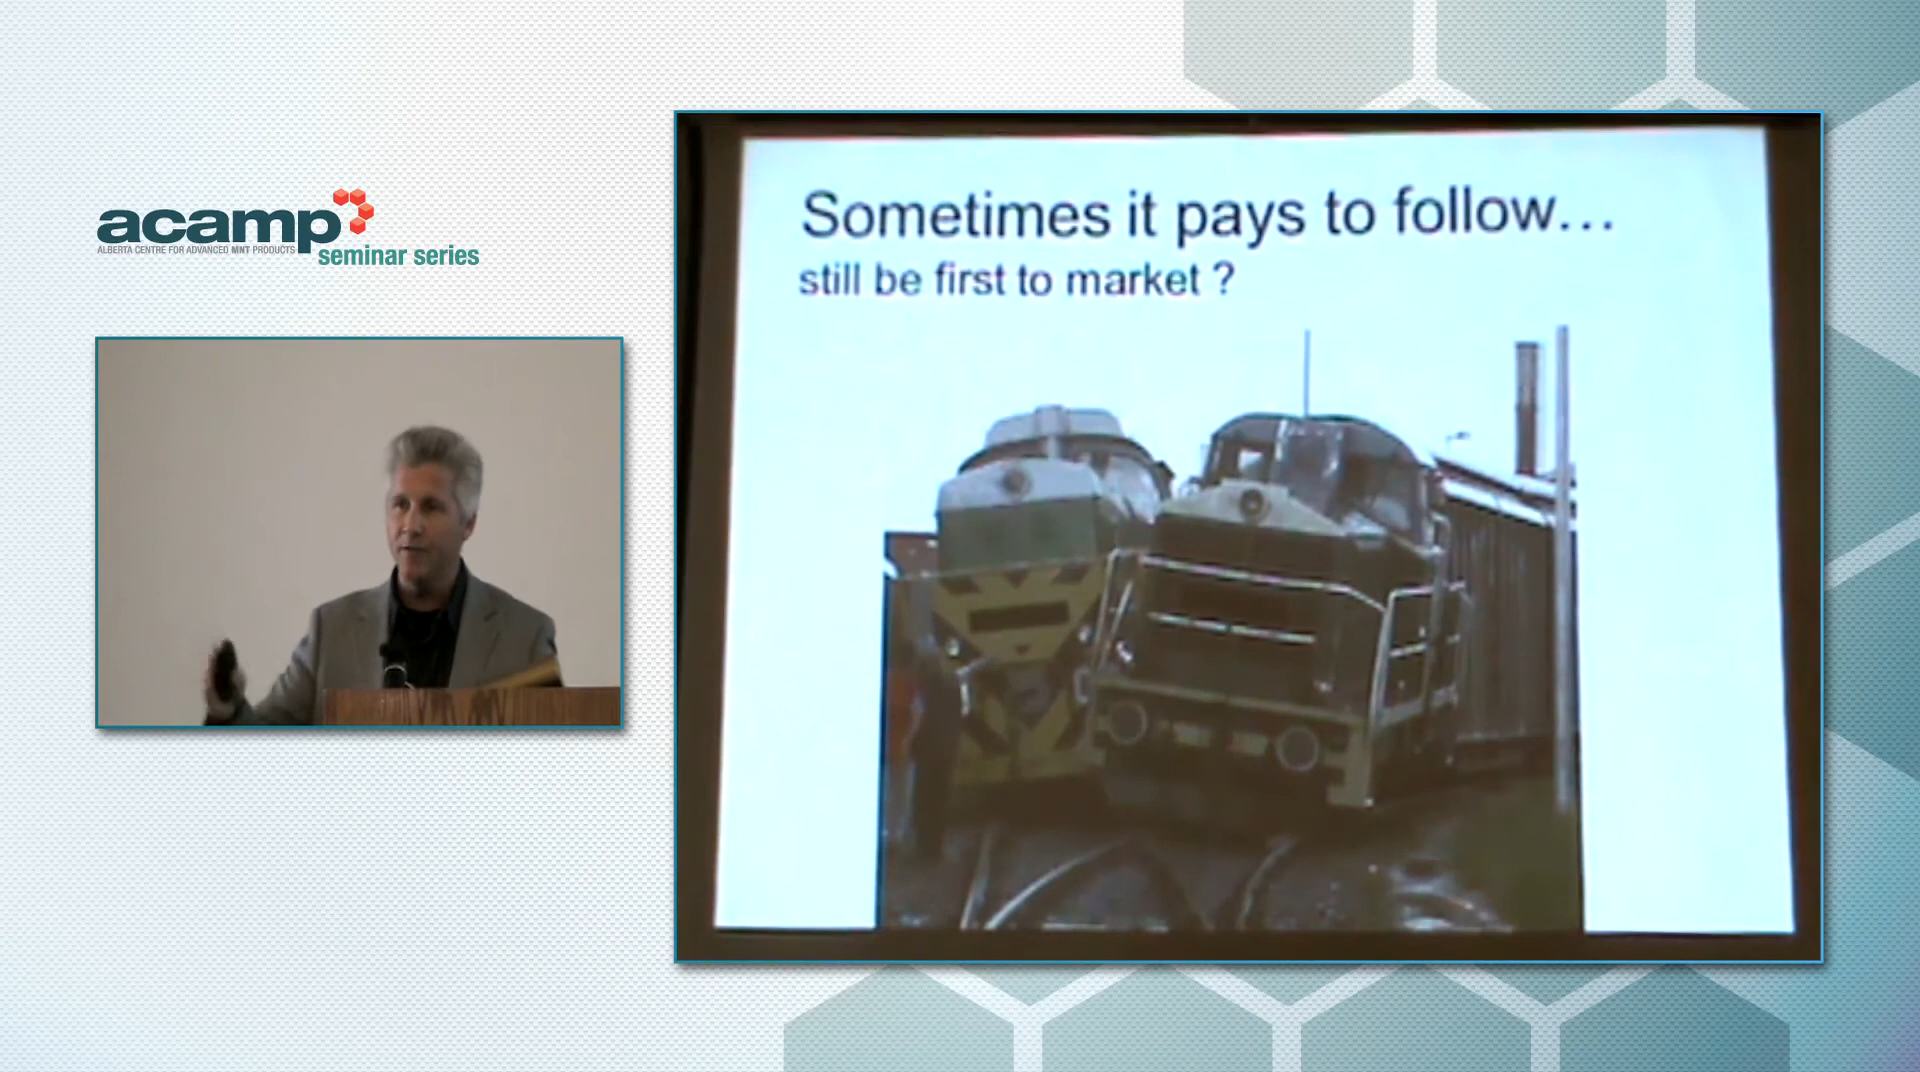 acamp
ALBERTA CENTRE FOR ADVANCED MNT PRODUCTS
seminar series
Sometimes it pays to follow...
still be first to market ?